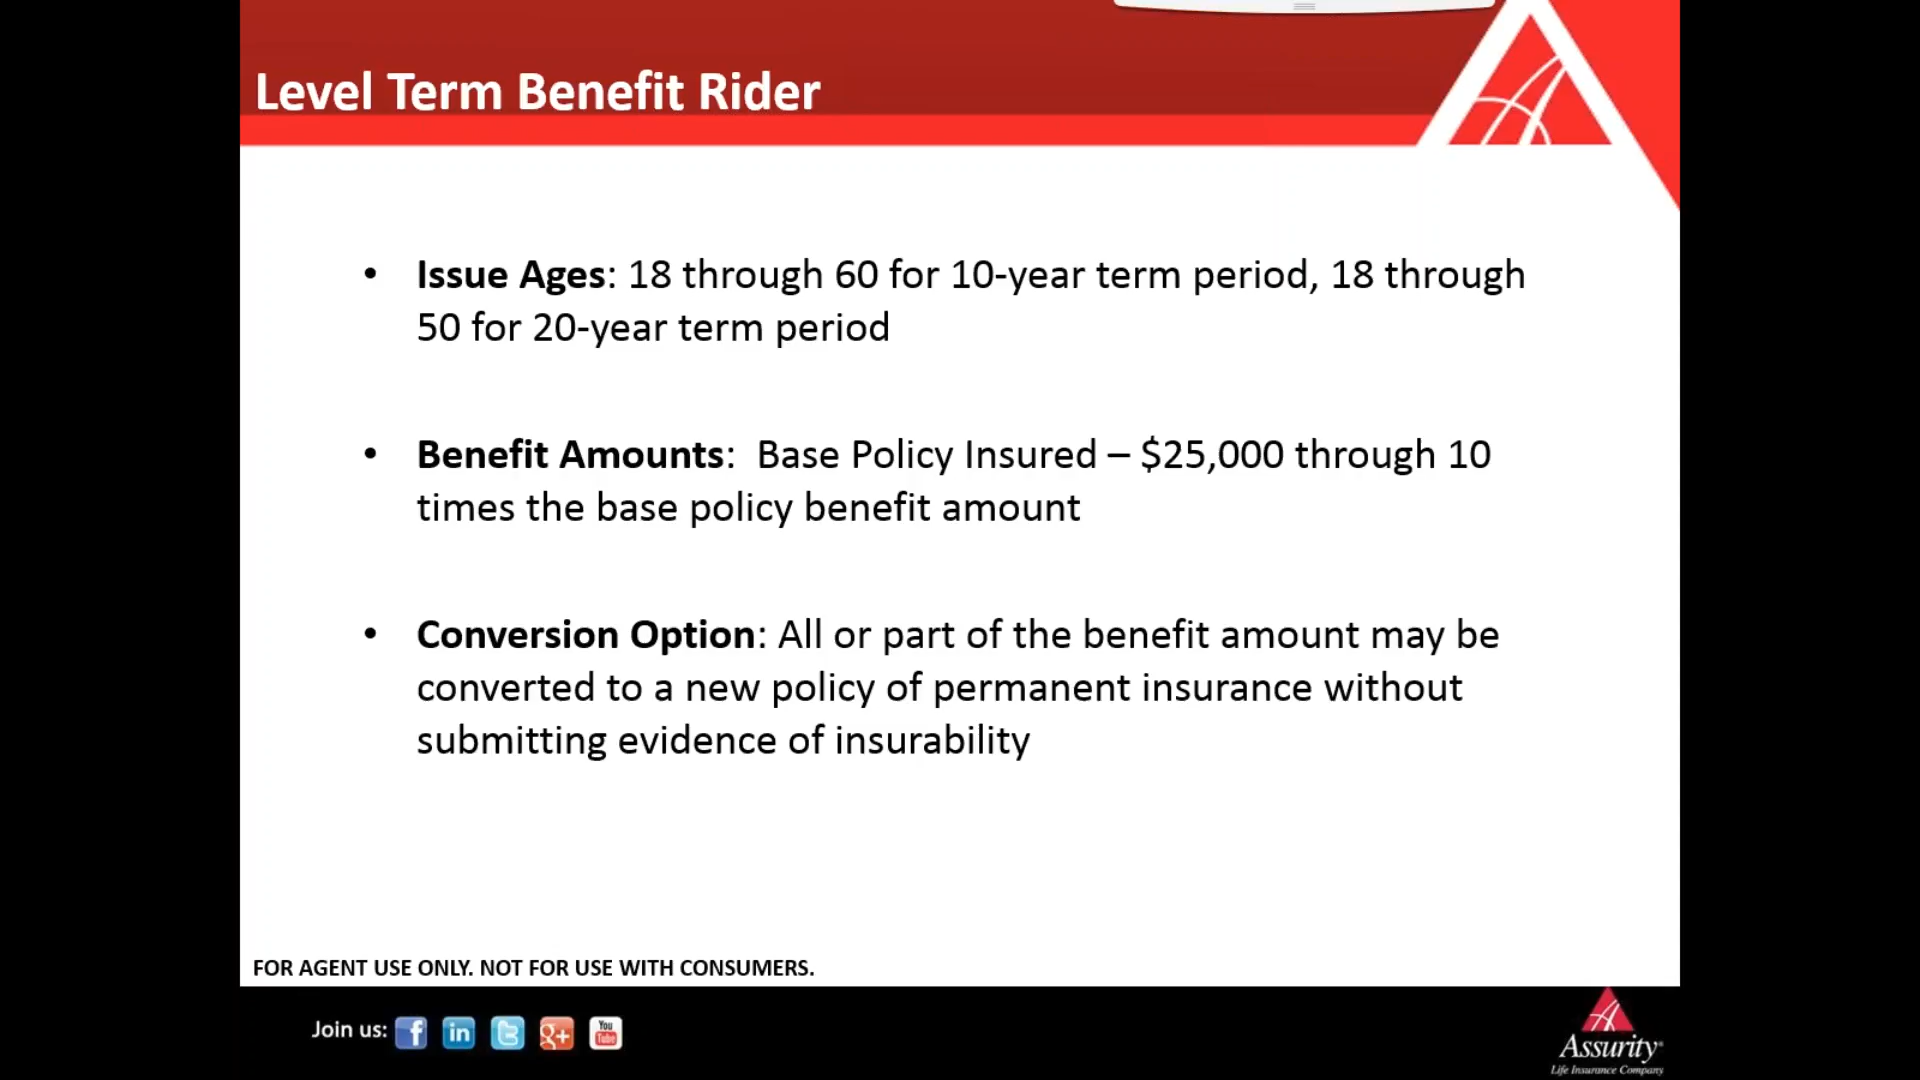 Level Term Benefit Rider
• Issue Ages: 18 through 60 for 10-year term period, 18 through
50 for 20-year term period
• Benefit Amounts:  Base Policy Insured – $25,000 through 10
times the base policy benefit amount
• Conversion Option: All or part of the benefit amount may be
converted to a new policy of permanent insurance without
submitting evidence of insurability
FOR AGENT USE ONLY. NOT FOR USE WITH CONSUMERS.
Join us: f in t g+ You Tube
Assurity®
Life Insurance Company